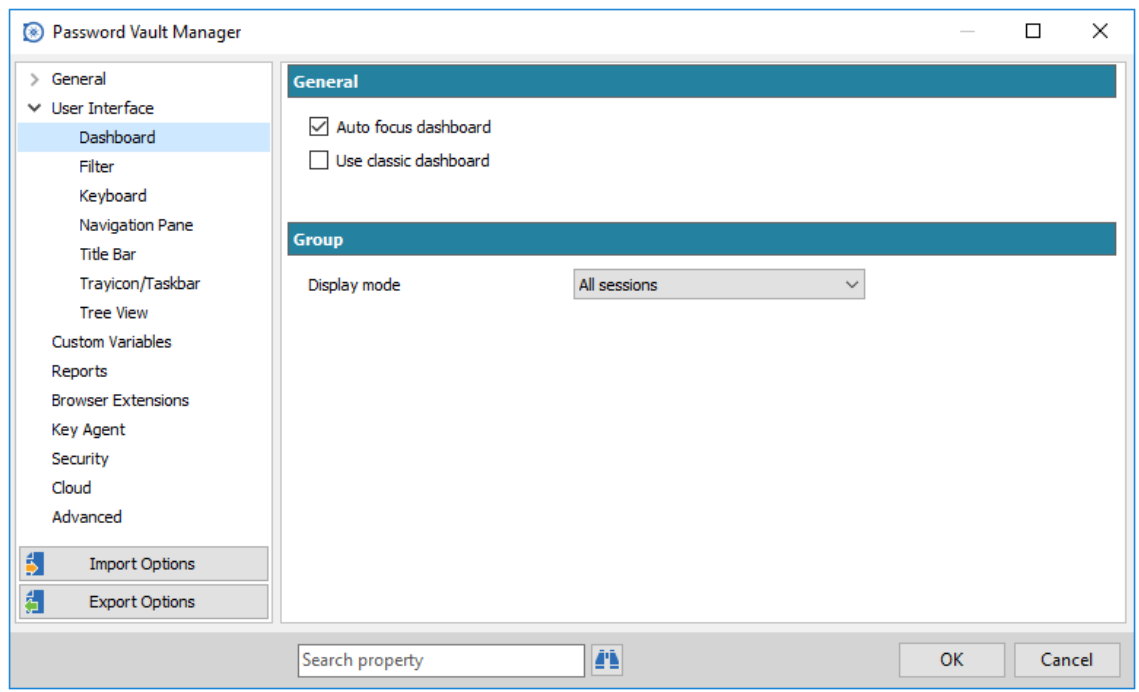 Password Vault Manager
General
User Interface
Dashboard
Filter
Keyboard
Navigation Pane
Title Bar
Trayicon/Taskbar
Tree View
Custom Variables
Reports
Browser Extensions
Key Agent
Security
Cloud
Advanced
Import Options
Export Options
General
Auto focus dashboard
Use classic dashboard
Group
Display mode All sessions
Search property
OK Cancel